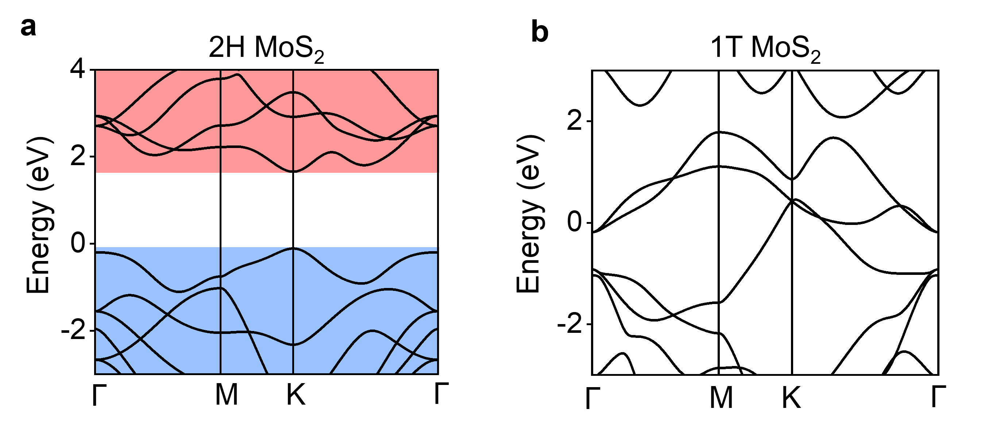 a
2H MoS₂
Energy (eV)
4
2
0
-2
Γ M K Γ
b
1T MoS₂
Energy (eV)
2
0
-2
Γ M K Γ